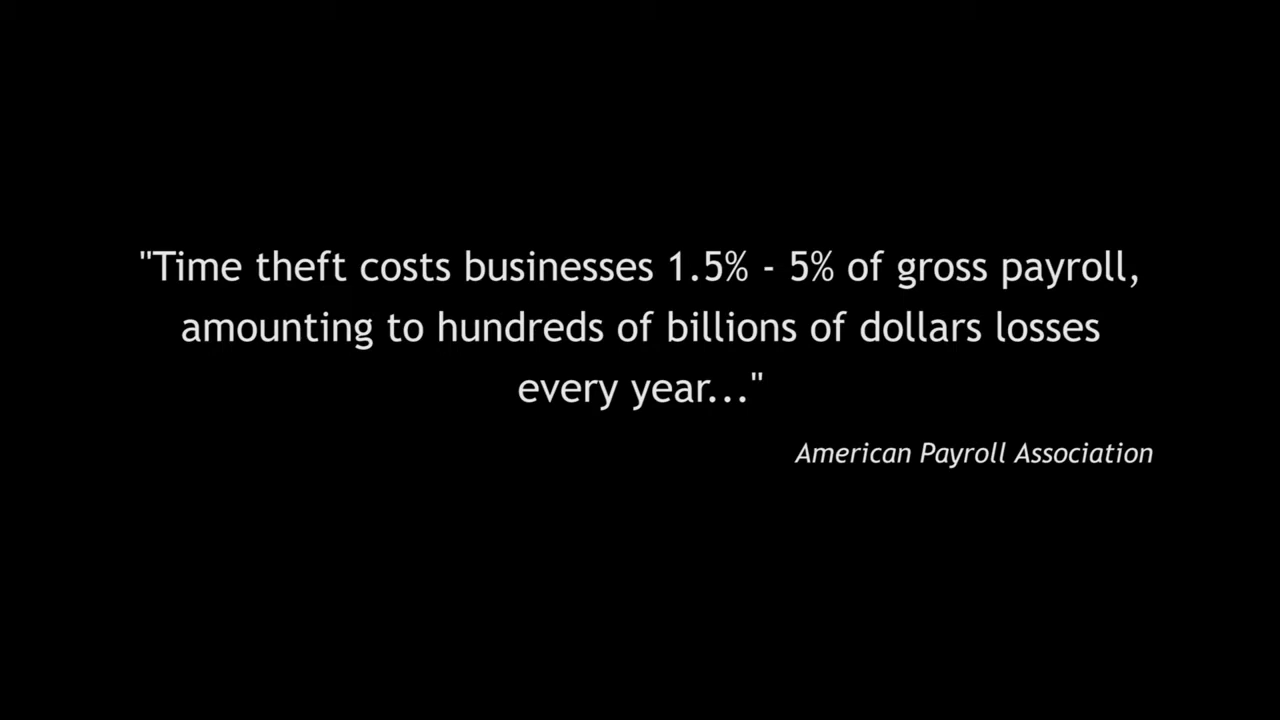 "Time theft costs businesses 1.5% - 5% of gross payroll,
amounting to hundreds of billions of dollars losses
every year..."
American Payroll Association